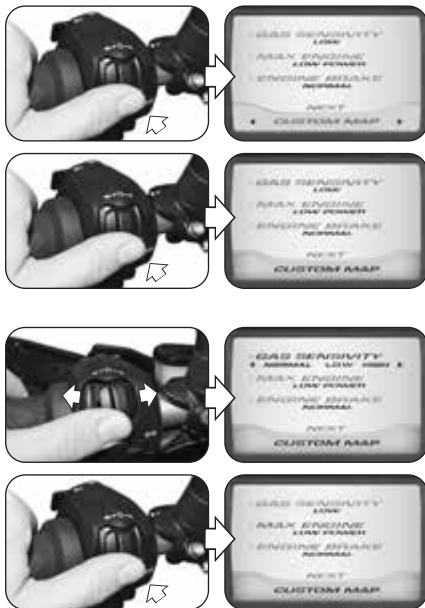 GAS SENSIVITY
LOW
MAX ENGINE
LOW POWER
ENGINE BRAKE
NORMAL
NEXT
CUSTOM MAP
GAS SENSIVITY
LOW
MAX ENGINE
LOW POWER
ENGINE BRAKE
NORMAL
NEXT
CUSTOM MAP
GAS SENSIVITY
NORMAL LOW HIGH
MAX ENGINE
LOW POWER
ENGINE BRAKE
NORMAL
NEXT
CUSTOM MAP
GAS SENSIVITY
LOW
MAX ENGINE
LOW POWER
ENGINE BRAKE
NORMAL
NEXT
CUSTOM MAP